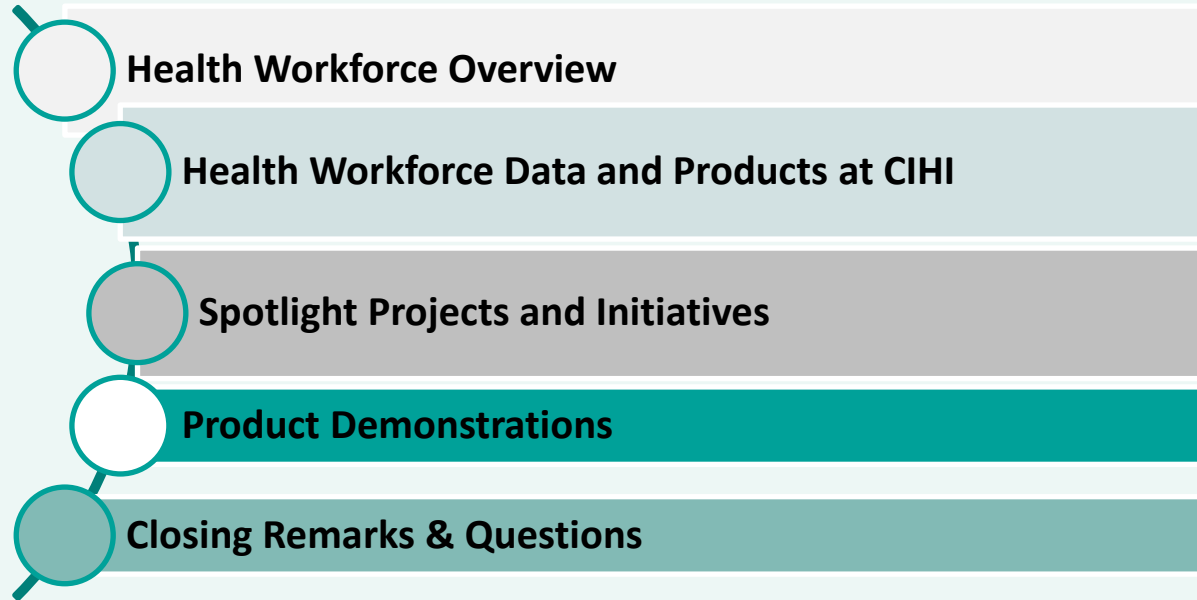 Health Workforce Overview
Health Workforce Data and Products at CIHI
Spotlight Projects and Initiatives
Product Demonstrations
Closing Remarks & Questions